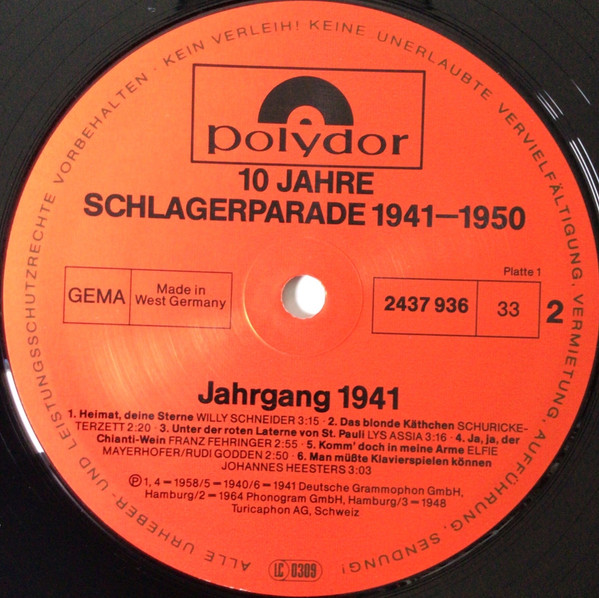 ALLE URHEBER- UND LEISTUNGSSCHUTZRECHTE VORBEHALTEN · KEIN VERLEIH! KEINE UNERLAUBTE VERVIELFÄLTIGUNG, VERMIETUNG, AUFFÜHRUNG, SENDUNG!
polydor
10 JAHRE
SCHLAGERPARADE 1941—1950
Platte 1
GEMA
Made in
West Germany
2437 936
33
2
Jahrgang 1941
1. Heimat, deine Sterne WILLY SCHNEIDER 3:15 · 2. Das blonde Käthchen SCHURICKE-
TERZETT 2:20 · 3. Unter der roten Laterne von St. Pauli LYS ASSIA 3:16 · 4. Ja, ja, der
Chianti-Wein FRANZ FEHRINGER 2:55 · 5. Komm' doch in meine Arme ELFIE
MAYERHOFER/RUDI GODDEN 2:50 · 6. Man müßte Klavierspielen können
JOHANNES HEESTERS 3:03
Ⓟ 1, 4 — 1958/5 —1940/6 —1941 Deutsche Grammophon GmbH,
Hamburg/2 — 1964 Phonogram GmbH, Hamburg/3 — 1948
Turicaphon AG, Schweiz
LC 0309